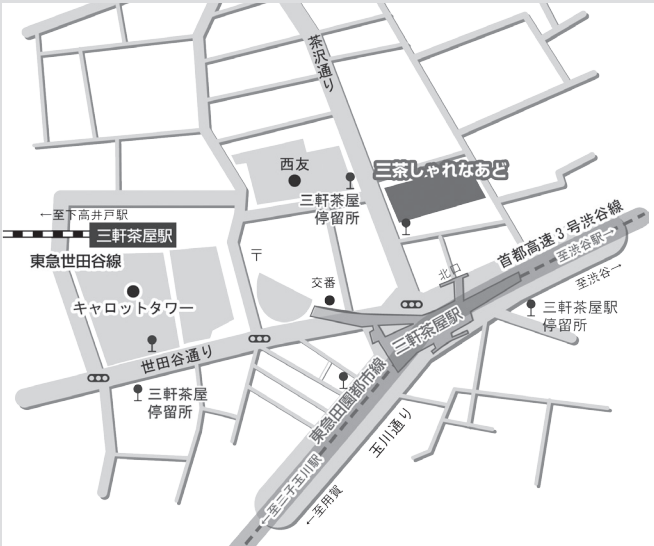 茶沢通り
西友
三茶しゃれなあど
三軒茶屋
停留所
←至下高井戸駅
三軒茶屋駅
東急世田谷線
〒
首都高速3号渋谷線
至渋谷駅→
至渋谷→
北口
交番
キャロットタワー
三軒茶屋駅
三軒茶屋駅
停留所
世田谷通り
三軒茶屋
停留所
東急田園都市線
玉川通り
←至二子玉川駅
←至用賀